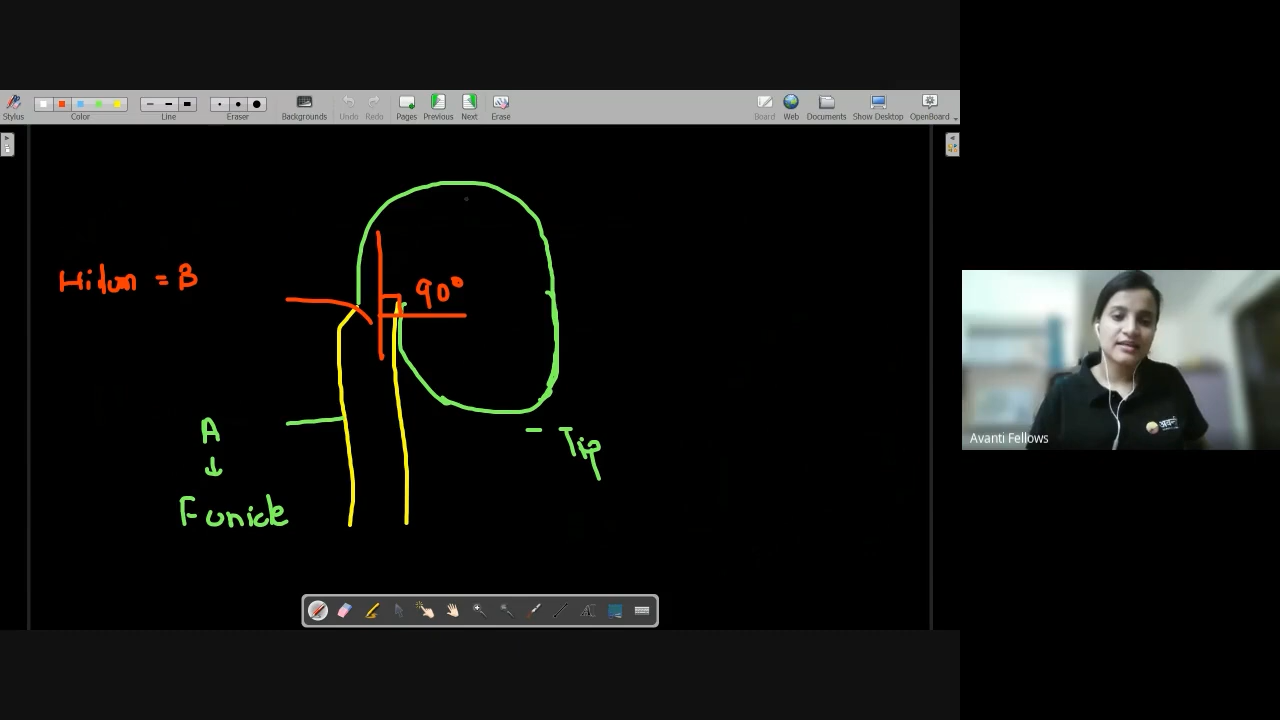 Stylus
Color
Line
Eraser
Backgrounds
Undo
Redo
Pages
Previous
Next
Erase
Board
Web
Documents
Show Desktop
OpenBoard
Hilum = B
90°
A
↓
Funicle
- Tip
अवन्ती
Avanti Fellows